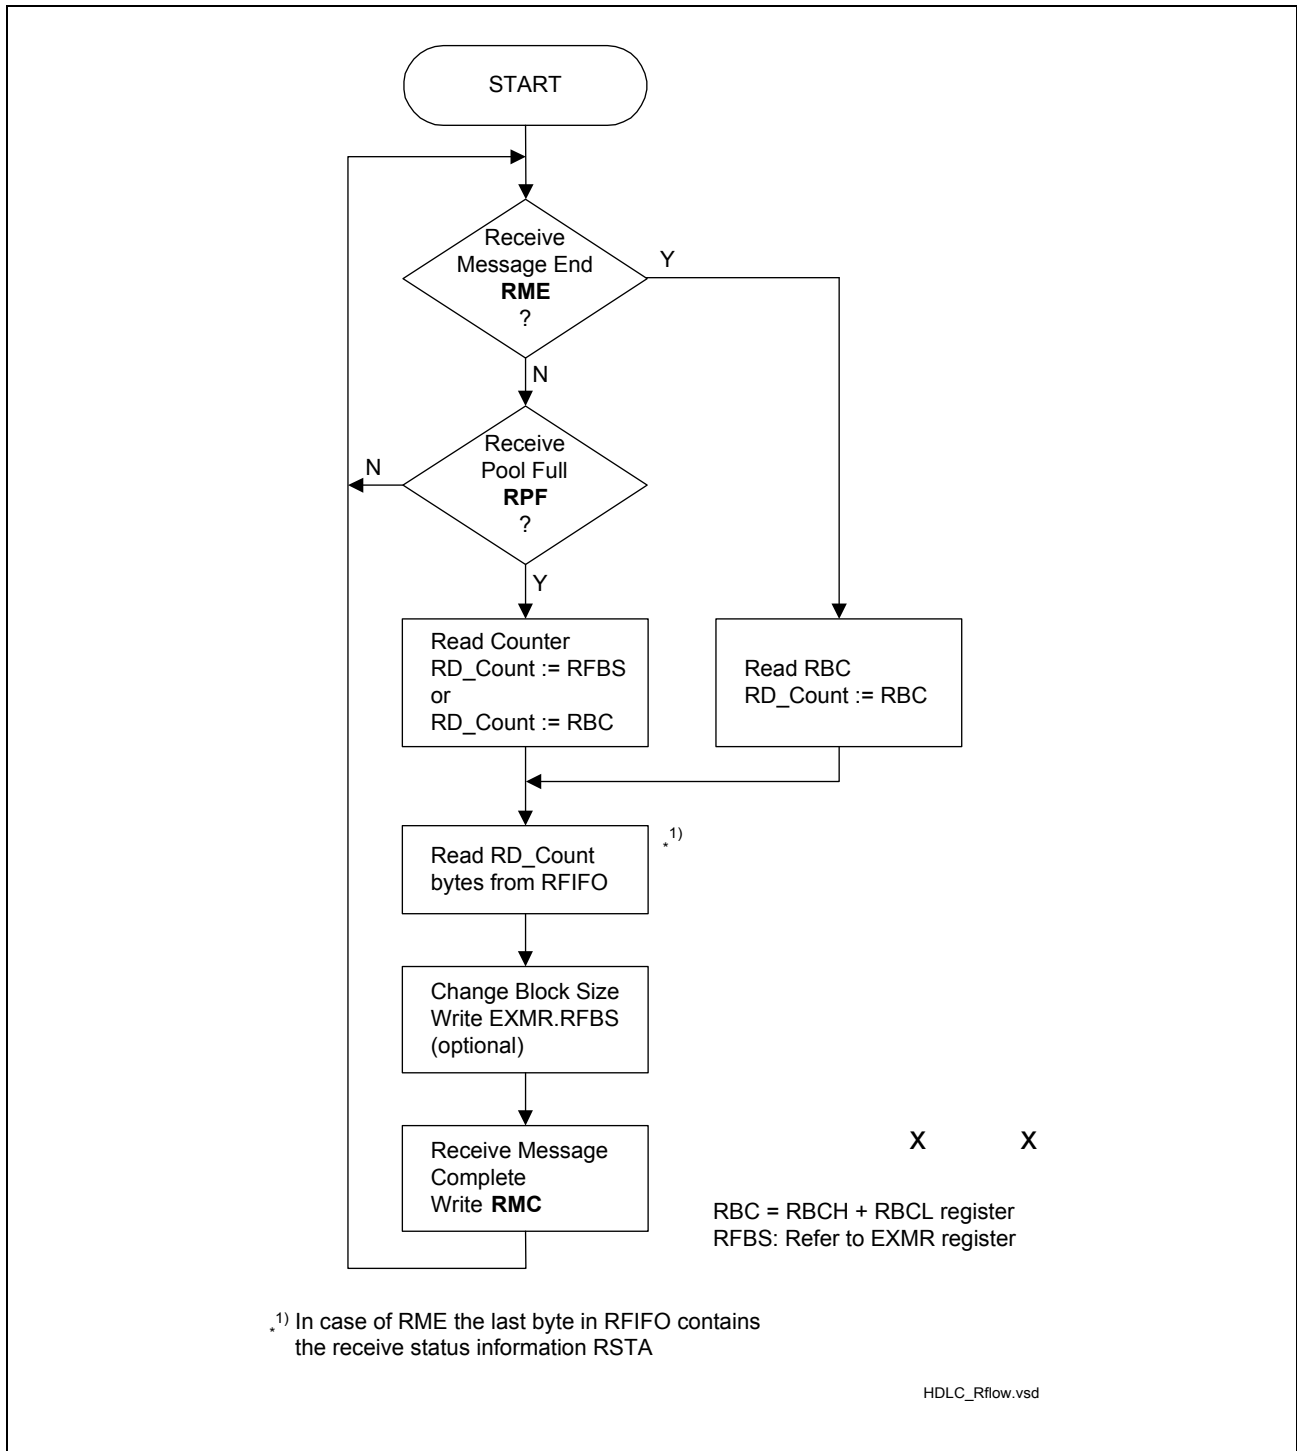 START
Receive
Message End
RME
?
Y
N
Receive
Pool Full
RPF
?
N
Y
Read Counter
RD_Count := RFBS
or
RD_Count := RBC
Read RBC
RD_Count := RBC
Read RD_Count
bytes from RFIFO
*1)
Change Block Size
Write EXMR.RFBS
(optional)
Receive Message
Complete
Write RMC
x x
RBC = RBCH + RBCL register
RFBS: Refer to EXMR register
*1) In case of RME the last byte in RFIFO contains
the receive status information RSTA
HDLC_Rflow.vsd